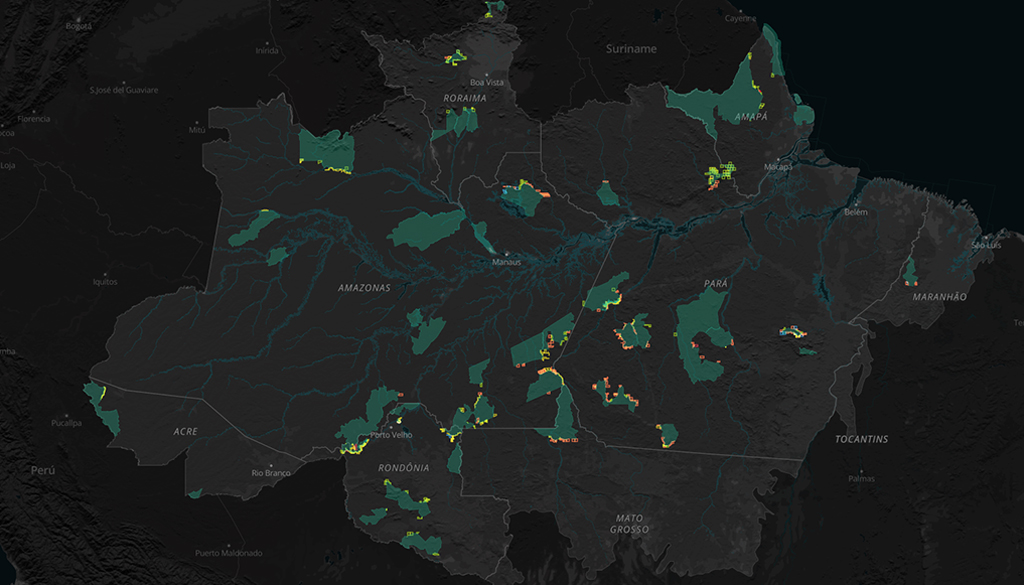 Bogotá
Cayenne
Inírida
Suriname
Boa Vista
S.José del Guaviare
RORAIMA
Florencia
AMAPÁ
Mitú
Loja
Macapá
Belém
São Luís
Manaus
Iquitos
AMAZONAS
PARÁ
MARANHÃO
Pucallpa
ACRE
Porto Velho
TOCANTINS
Perú
Rio Branco
RONDÔNIA
Palmas
MATO
GROSSO
Puerto Maldonado